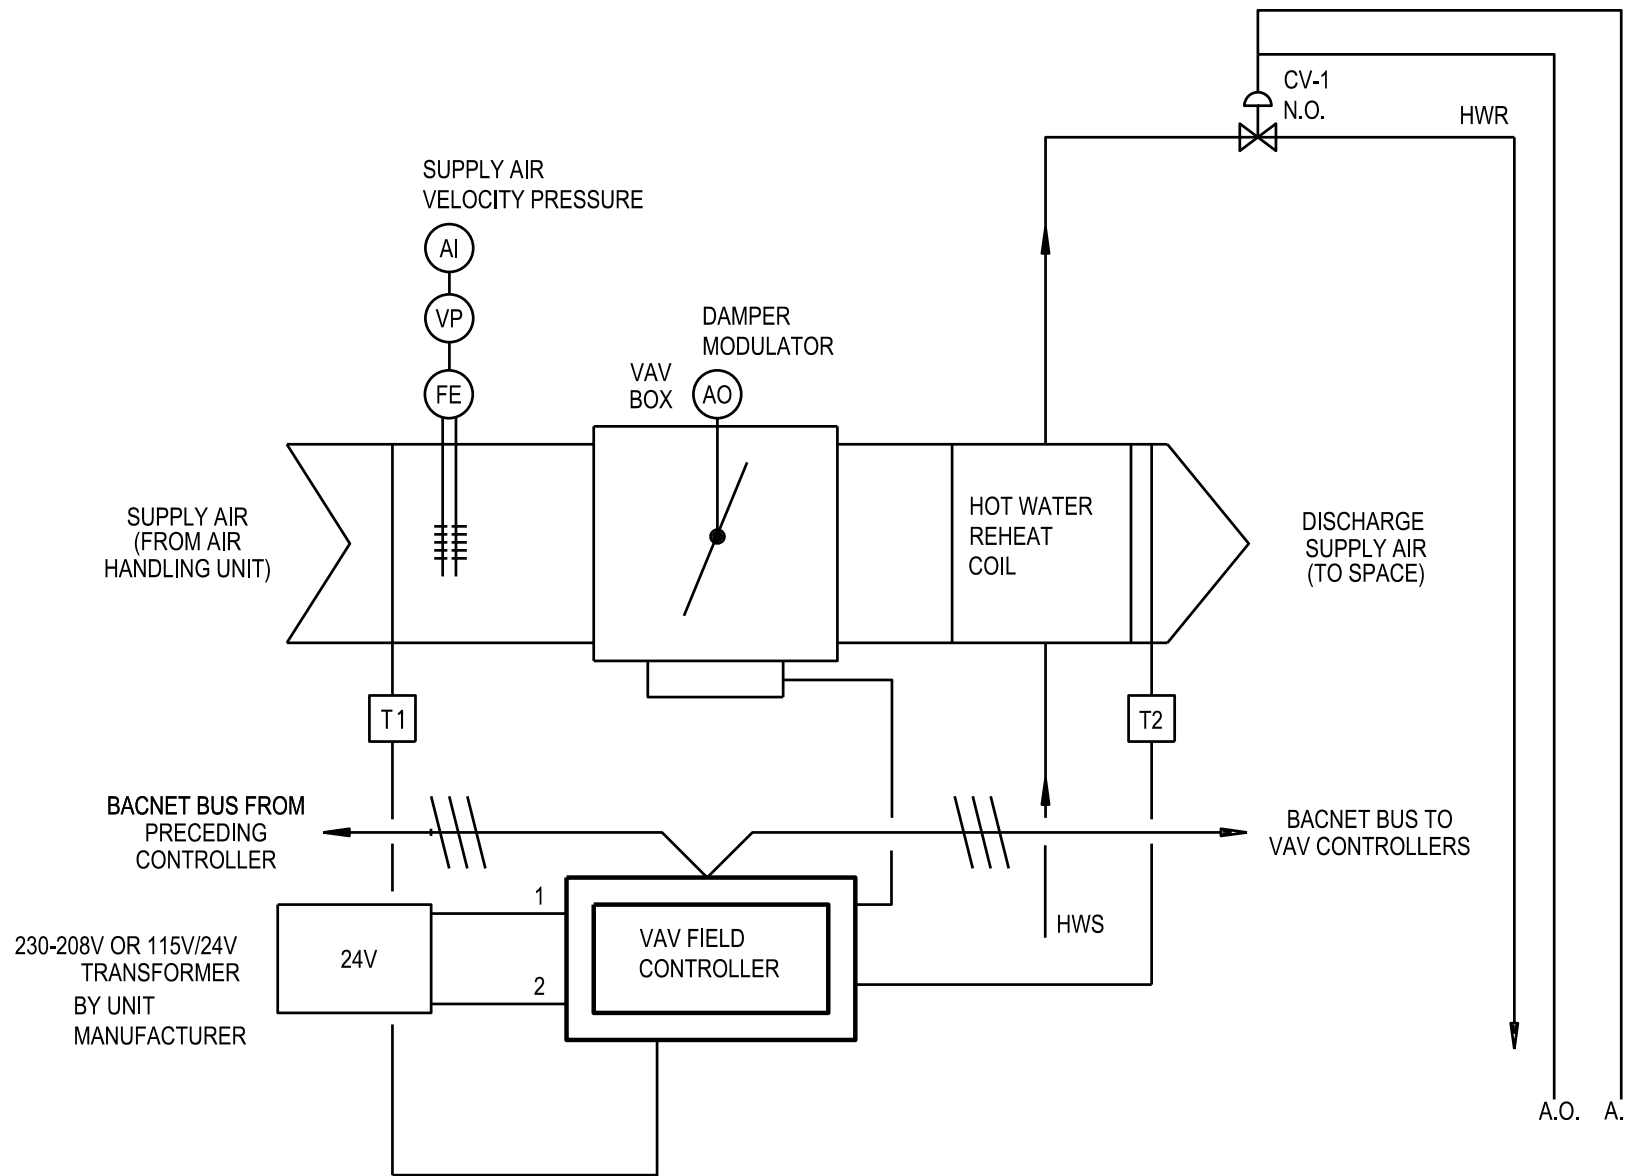 CV-1
N.O.
HWR
SUPPLY AIR
VELOCITY PRESSURE
AI
VP
FE
DAMPER
MODULATOR
VAV
BOX
AO
SUPPLY AIR
(FROM AIR
HANDLING UNIT)
HOT WATER
REHEAT
COIL
DISCHARGE
SUPPLY AIR
(TO SPACE)
T1
T2
BACNET BUS FROM
PRECEDING
CONTROLLER
BACNET BUS TO
VAV CONTROLLERS
1
2
230-208V OR 115V/24V
TRANSFORMER
BY UNIT
MANUFACTURER
24V
VAV FIELD
CONTROLLER
HWS
A.O.
A.